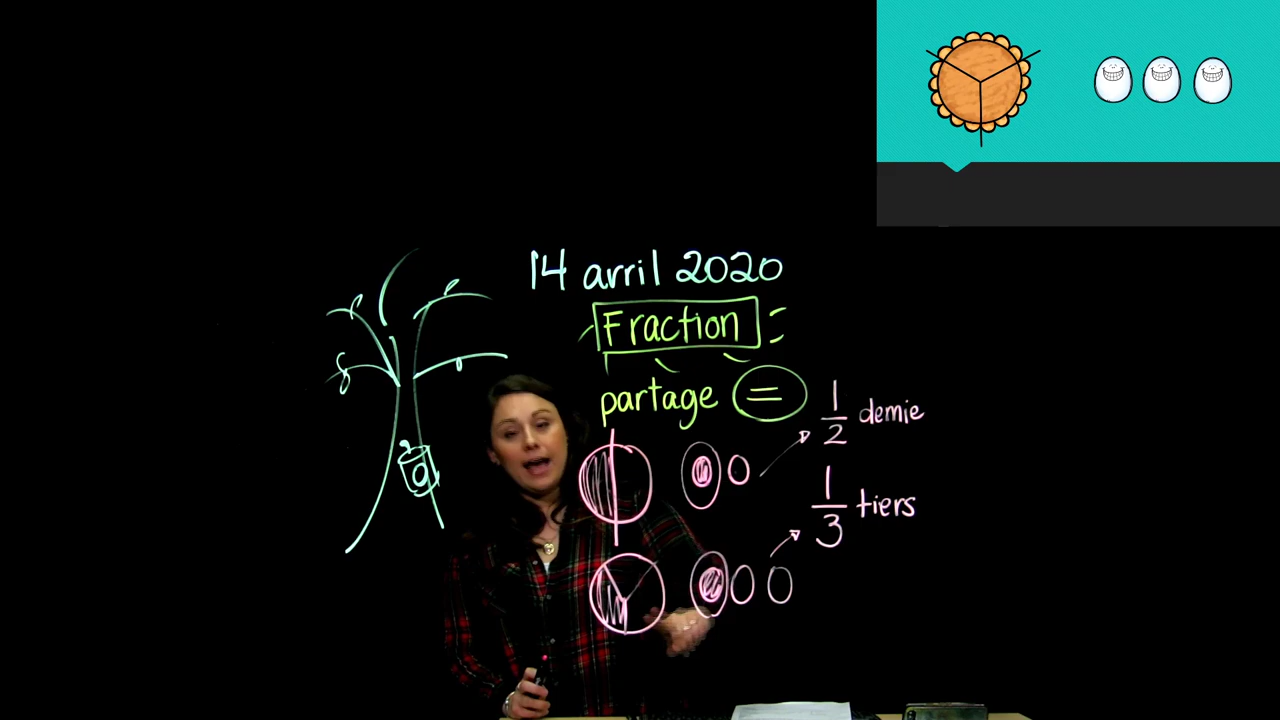 14 avril 2020
Fraction :
partage =
1/2 demie
1/3 tiers